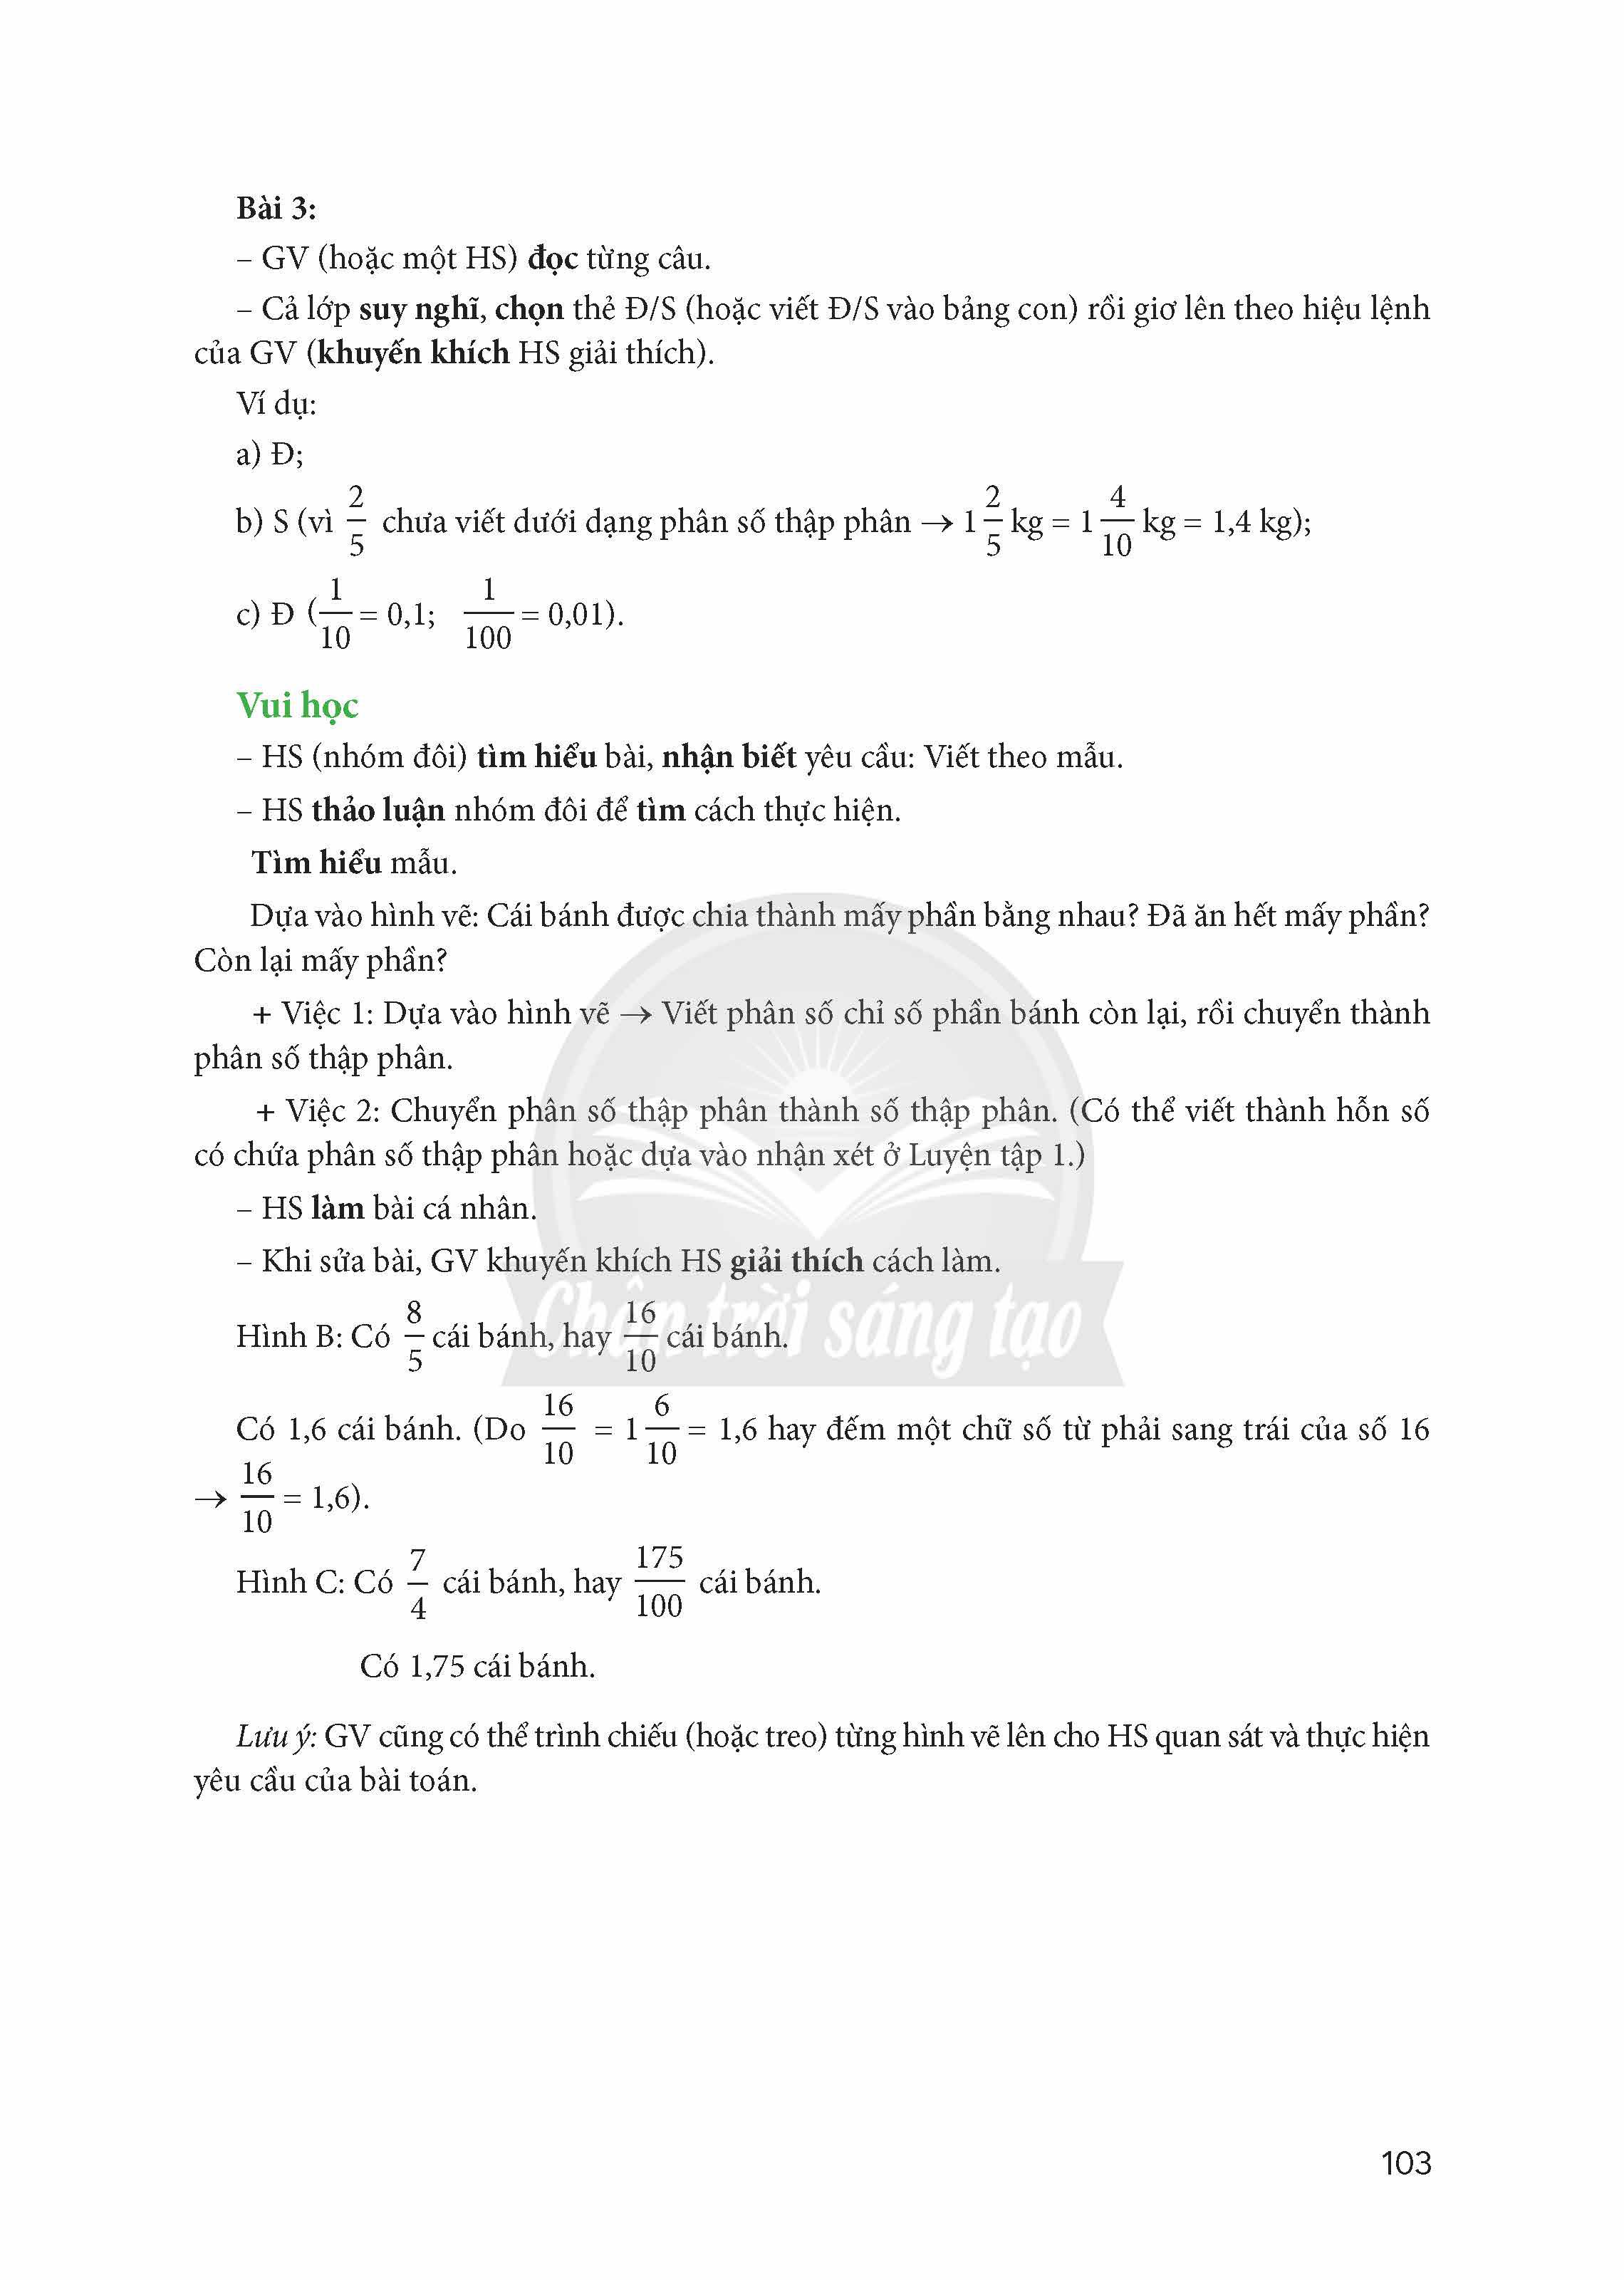 Bài 3:
– GV (hoặc một HS) đọc từng câu.
– Cả lớp suy nghĩ, chọn thẻ Đ/S (hoặc viết Đ/S vào bảng con) rồi giơ lên theo hiệu lệnh
của GV (khuyến khích HS giải thích).
Ví dụ:
a) Đ;
b) S (vì 2/5 chưa viết dưới dạng phân số thập phân → 1 2/5 kg = 1 4/10 kg = 1,4 kg);
c) Đ (1/10 = 0,1; 1/100 = 0,01).
Vui học
– HS (nhóm đôi) tìm hiểu bài, nhận biết yêu cầu: Viết theo mẫu.
– HS thảo luận nhóm đôi để tìm cách thực hiện.
Tìm hiểu mẫu.
Dựa vào hình vẽ: Cái bánh được chia thành mấy phần bằng nhau? Đã ăn hết mấy phần?
Còn lại mấy phần?
+ Việc 1: Dựa vào hình vẽ → Viết phân số chỉ số phần bánh còn lại, rồi chuyển thành
phân số thập phân.
+ Việc 2: Chuyển phân số thập phân thành số thập phân. (Có thể viết thành hỗn số
có chứa phân số thập phân hoặc dựa vào nhận xét ở Luyện tập 1.)
– HS làm bài cá nhân.
– Khi sửa bài, GV khuyến khích HS giải thích cách làm.
Chân trời sáng tạo
Hình B: Có 8/5 cái bánh, hay 16/10 cái bánh.
Có 1,6 cái bánh. (Do 16/10 = 1 6/10 = 1,6 hay đếm một chữ số từ phải sang trái của số 16
→ 16/10 = 1,6).
Hình C: Có 7/4 cái bánh, hay 175/100 cái bánh.
Có 1,75 cái bánh.
Lưu ý: GV cũng có thể trình chiếu (hoặc treo) từng hình vẽ lên cho HS quan sát và thực hiện
yêu cầu của bài toán.
103